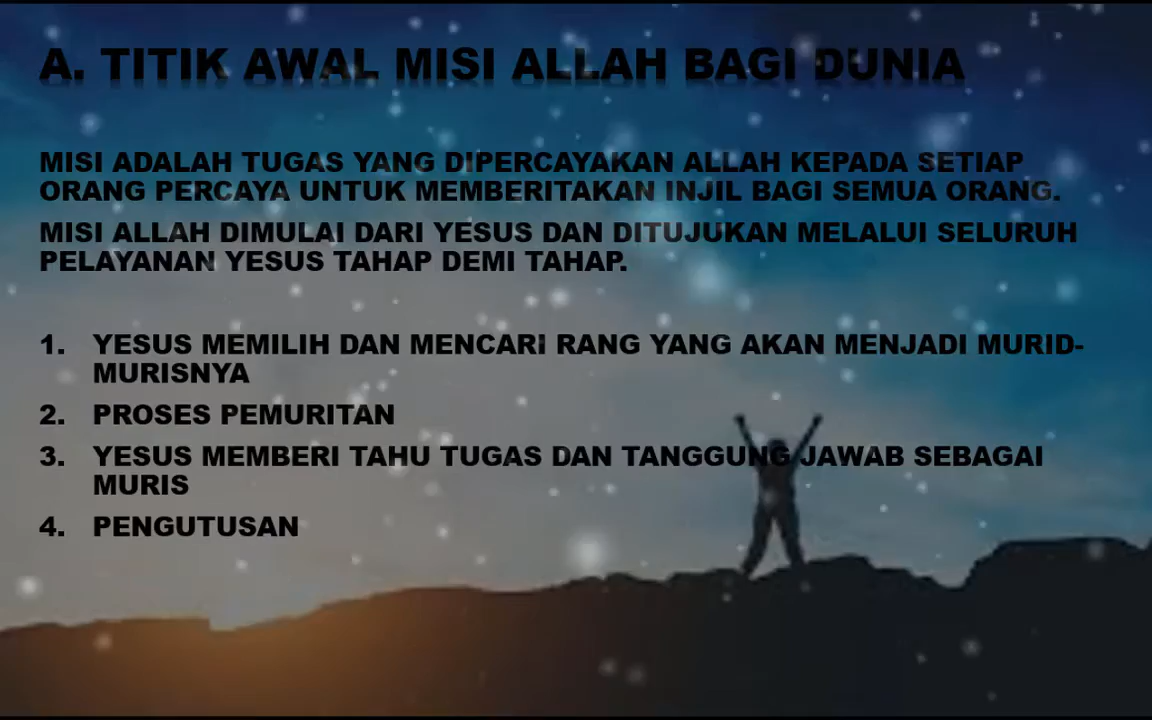 A. TITIK AWAL MISI ALLAH BAGI DUNIA
MISI ADALAH TUGAS YANG DIPERCAYAKAN ALLAH KEPADA SETIAP
ORANG PERCAYA UNTUK MEMBERITAKAN INJIL BAGI SEMUA ORANG.
MISI ALLAH DIMULAI DARI YESUS DAN DITUJUKAN MELALUI SELURUH
PELAYANAN YESUS TAHAP DEMI TAHAP.
1. YESUS MEMILIH DAN MENCARI RANG YANG AKAN MENJADI MURID-
MURISNYA
2. PROSES PEMURITAN
3. YESUS MEMBERI TAHU TUGAS DAN TANGGUNG JAWAB SEBAGAI
MURIS
4. PENGUTUSAN